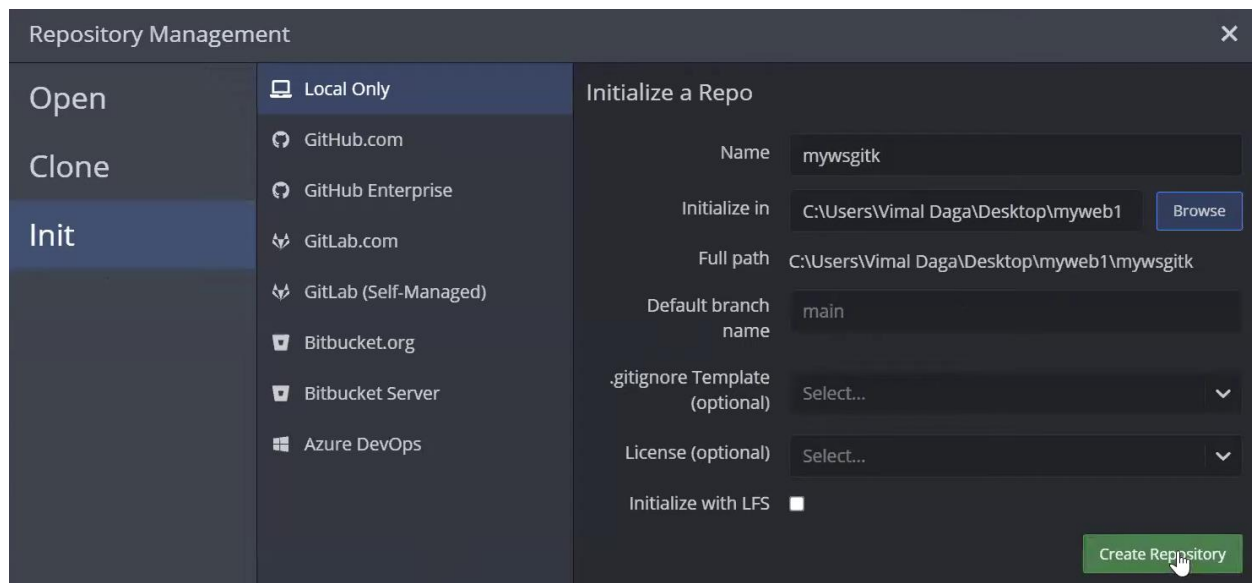 Repository Management
Open
Clone
Init
Local Only
GitHub.com
GitHub Enterprise
GitLab.com
GitLab (Self-Managed)
Bitbucket.org
Bitbucket Server
Azure DevOps
Initialize a Repo
Name mywsgitk
Initialize in C:\Users\Vimal Daga\Desktop\myweb1 Browse
Full path C:\Users\Vimal Daga\Desktop\myweb1\mywsgitk
Default branch
name main
.gitignore Template
(optional) Select...
License (optional) Select...
Initialize with LFS
Create Repository